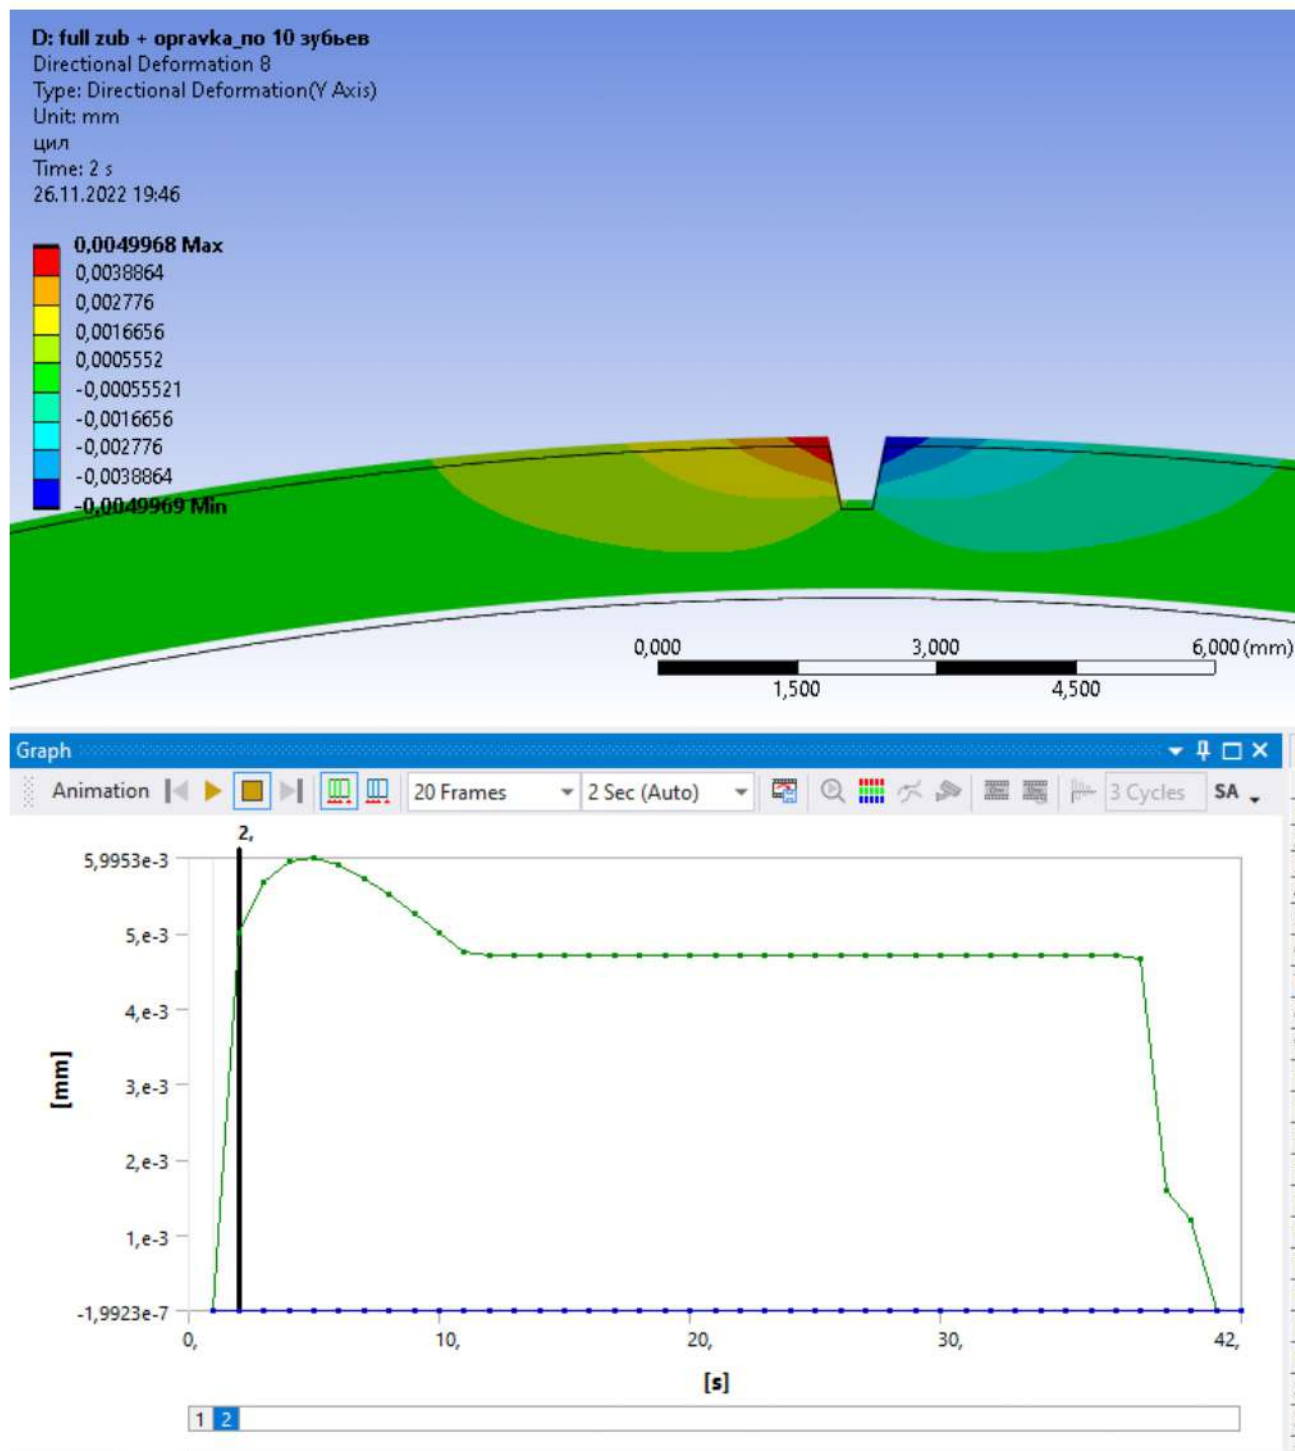 D: full zub + opravka_по 10 зубьев
Directional Deformation 8
Type: Directional Deformation(Y Axis)
Unit: mm
цил
Time: 2 s
26.11.2022 19:46
0,0049968 Max
0,0038864
0,002776
0,0016656
0,0005552
-0,00055521
-0,0016656
-0,002776
-0,0038864
-0,0049969 Min
0,000 3,000 6,000 (mm)
1,500 4,500
Graph
Animation 20 Frames 2 Sec (Auto) 3 Cycles SA
2,
5,9953e-3
5,e-3
4,e-3
3,e-3
2,e-3
1,e-3
-1,9923e-7
[mm]
0, 10, 20, 30, 42,
[s]
1 2